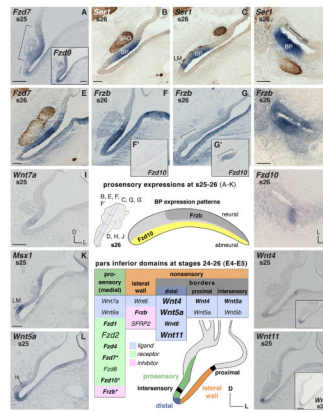 Fzd7
s25
A
Fzd9
s26
Ser1
B
SAG
BP
Ser1
C
BP
LM
Ser1
BP
s26
Fzd7
E
s26
Frzb
F
F'
Fzd10
Frzb
G
G'
Fzd10
Frzb
s26
Wnt7a
s25
I
D
L
prosensory expressions at s25-26 (A-K)
B, E, F,
F'
C, G, G'
D, H, J
s26
BP expression patterns
Frzb
Fzd10
neural
abneural
Fzd10
s26
L
Msx1
s25
K
LM
pars inferior domains at stages 24-26 (E4-E5)
pro-
sensory
(medial)
lateral
wall
nonsensory
borders
distal
proximal
intersensory
Wnt7a
Wnt6
Wnt4
Wnt4
Wnt5a
Wnt9a
Frzb
Wnt5a
Wnt5a
Wnt5b
Fzd1
SFRP2
Wnt6
Fzd2
Wnt11
Fzd4
Fzd7*
Fzd8
Fzd10*
Frzb*
ligand
receptor
inhibitor
prosensory
intersensory
distal
proximal
lateral
wall
D
L
Wnt4
s25
Wnt5a
s25
L
Wnt11
s25